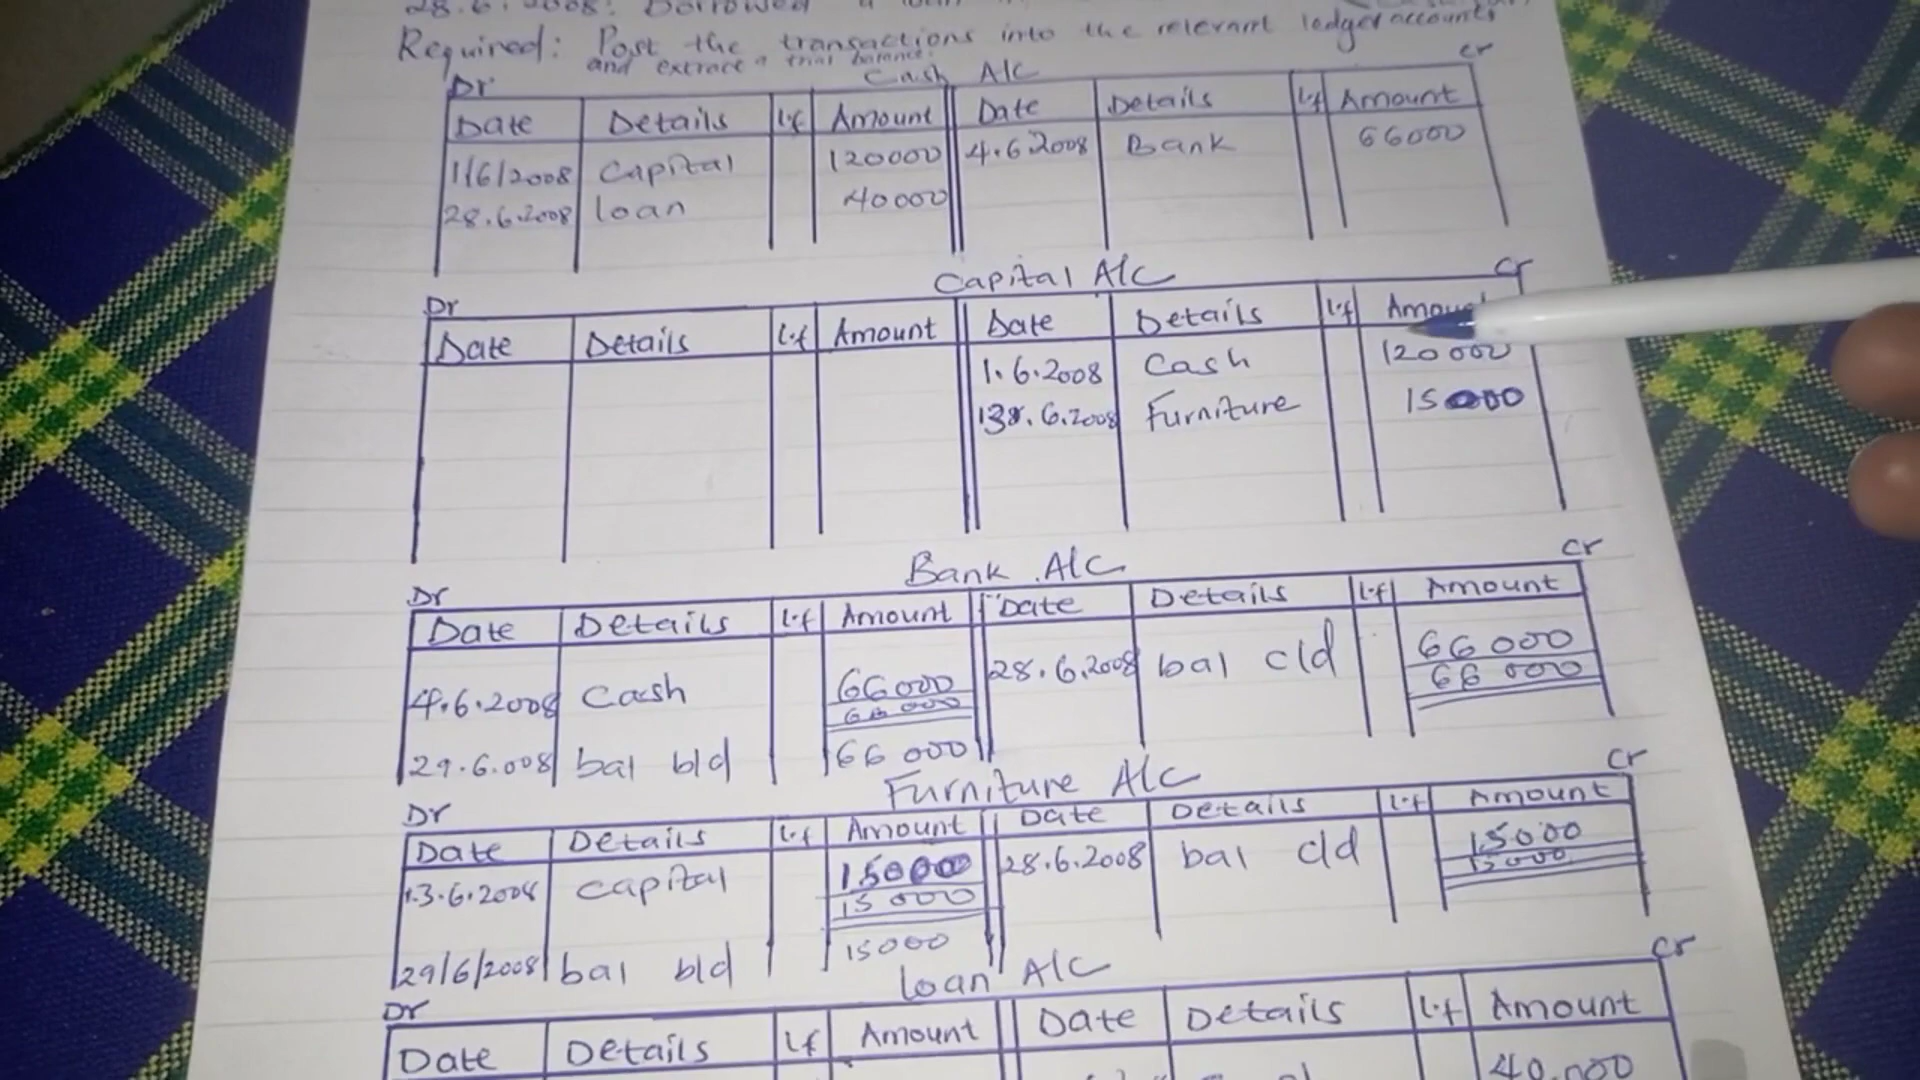 28.6.2008: Borrowed a loan
Required: Post the transactions into the relevant ledger accounts
and extract a trial balance.
Cash A/C
Dr Cr
Date Details l.f Amount Date Details l.f Amount
1/6/2008 Capital 120000 4.6.2008 Bank 66000
28.6.2008 loan 40000
Capital A/C
Dr Cr
Date Details l.f Amount Date Details l.f
1.6.2008 Cash 120000
Furniture 15000
Bank A/C
Dr Cr
Date Details l.f Amount Date Details l.f Amount
4.6.2008 Cash 66000 28.6.2008 bal c/d 66000
66000 66000
29.6.008 bal b/d 66000
Furniture A/C
Dr Cr
Date Details l.f Amount Date Details l.f Amount
13.6.2008 Capital 15000 28.6.2008 bal c/d 15000
15000 15000
29/6/2008 bal b/d 15000
loan A/C
Dr Cr
Date Details l.f Amount Date Details l.f Amount
40,000